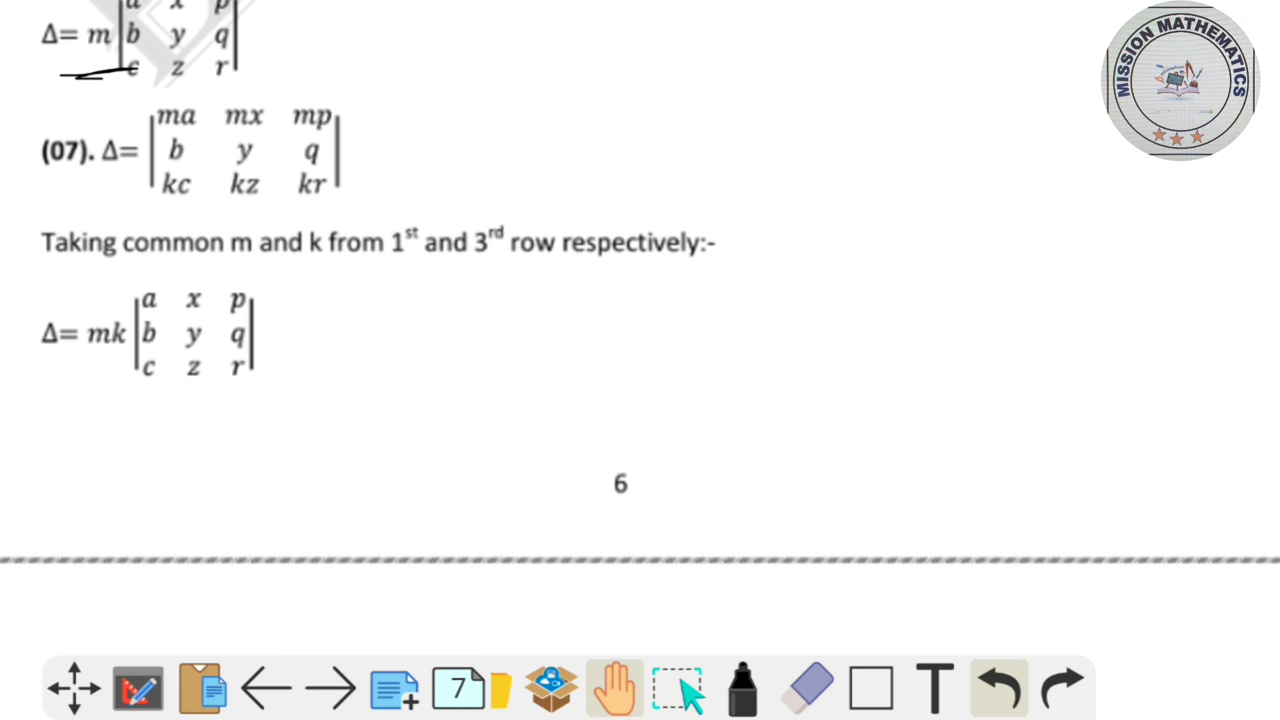 a x p
Δ= m b y q
c z r
MISSION MATHEMATICS
ma mx mp
(07). Δ= b y q
kc kz kr
Taking common m and k from 1st and 3rd row respectively:-
a x p
Δ= mk b y q
c z r
6
7
T